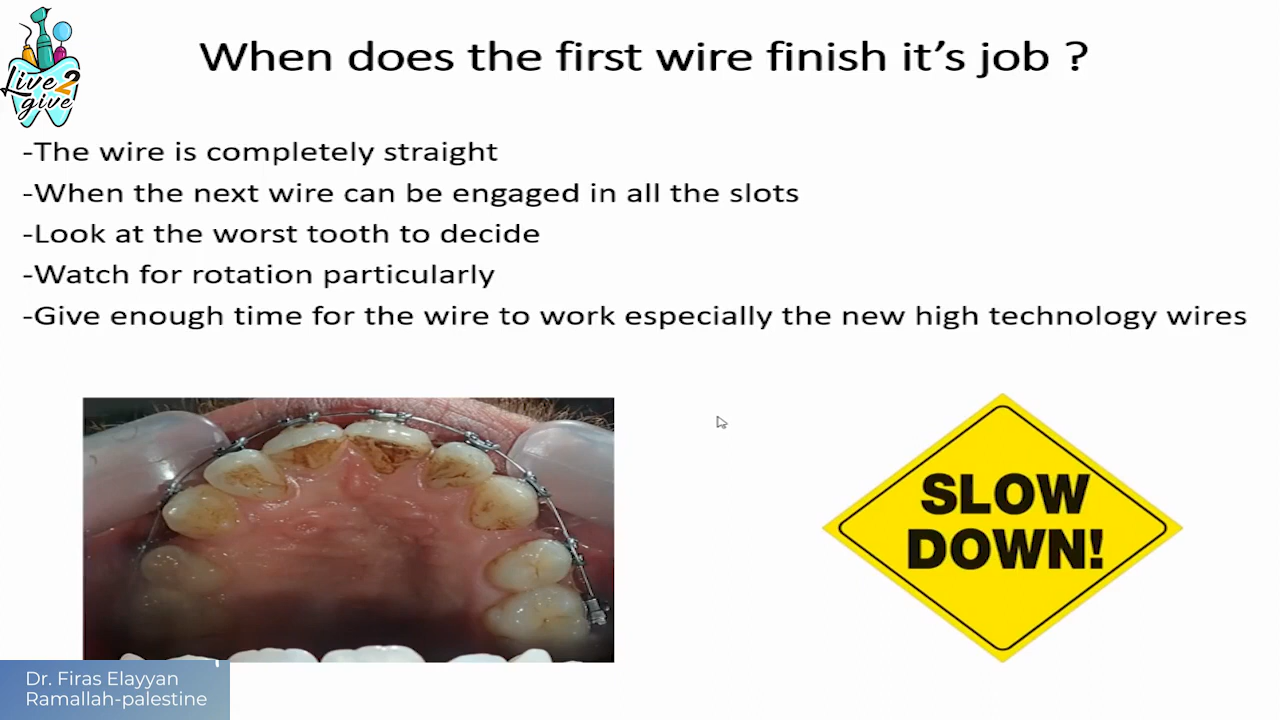 Live 2
give
When does the first wire finish it’s job ?
-The wire is completely straight
-When the next wire can be engaged in all the slots
-Look at the worst tooth to decide
-Watch for rotation particularly
-Give enough time for the wire to work especially the new high technology wires
SLOW
DOWN!
Dr. Firas Elayyan
Ramallah-palestine